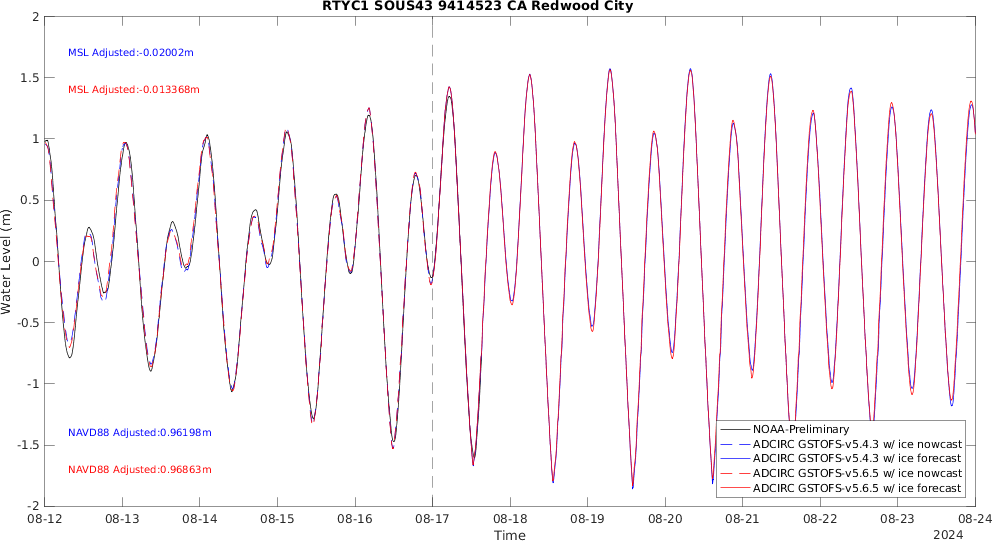 RTYC1 SOUS43 9414523 CA Redwood City
2
1.5
1
0.5
0
-0.5
-1
-1.5
-2
Water Level (m)
MSL Adjusted:-0.02002m
MSL Adjusted:-0.013368m
NAVD88 Adjusted:0.96198m
NAVD88 Adjusted:0.96863m
NOAA-Preliminary
ADCIRC GSTOFS-v5.4.3 w/ ice nowcast
ADCIRC GSTOFS-v5.4.3 w/ ice forecast
ADCIRC GSTOFS-v5.6.5 w/ ice nowcast
ADCIRC GSTOFS-v5.6.5 w/ ice forecast
08-12 08-13 08-14 08-15 08-16 08-17 08-18 08-19 08-20 08-21 08-22 08-23 08-24
Time
2024